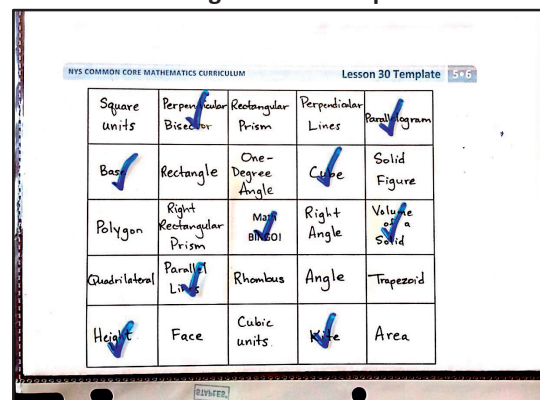 NYS COMMON CORE MATHEMATICS CURRICULUM Lesson 30 Template 5•6
Square Perpendicular Rectangular Perpendicular Parallelogram
units Bisector Prism Lines
Base Rectangle One-Degree Angle Cube Solid Figure
Polygon Right Rectangular Prism Math BINGO! Right Angle Volume of a Solid
Quadrilateral Parallel Lines Rhombus Angle Trapezoid
Height Face Cubic units. Kite Area
STAPLES